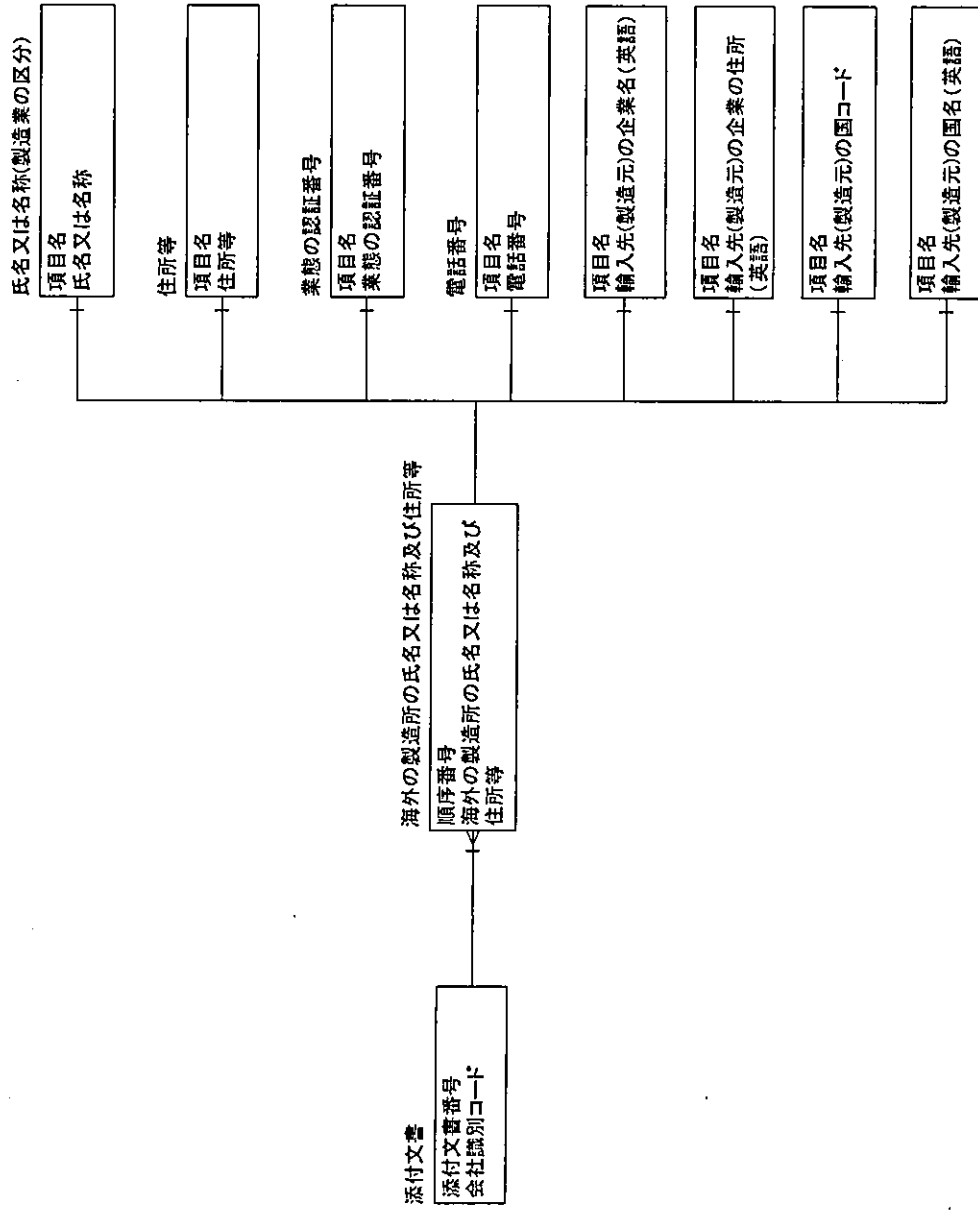 添付文書
添付文書番号
会社識別コード
海外の製造所の氏名又は名称及び住所等
順序番号
海外の製造所の氏名又は名称及び
住所等
氏名又は名称(製造業の区分)
項目名
氏名又は名称
住所等
項目名
住所等
業態の認証番号
項目名
業態の認証番号
電話番号
項目名
電話番号
項目名
輸入先(製造元)の企業名(英語)
項目名
輸入先(製造元)の企業の住所
(英語)
項目名
輸入先(製造元)の国コード
項目名
輸入先(製造元)の国名(英語)